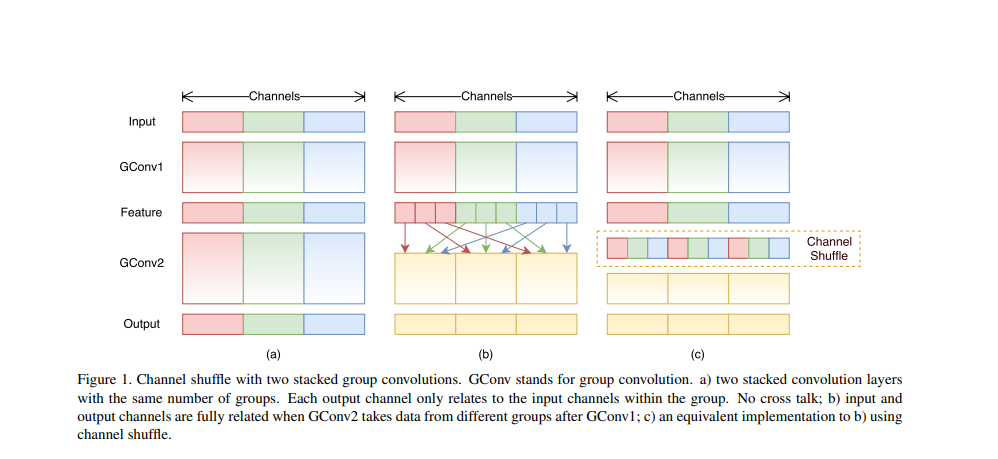 Channels Channels Channels
Input
GConv1
Feature
Channel
Shuffle
GConv2
Output
(a) (b) (c)
Figure 1. Channel shuffle with two stacked group convolutions. GConv stands for group convolution. a) two stacked convolution layers
with the same number of groups. Each output channel only relates to the input channels within the group. No cross talk; b) input and
output channels are fully related when GConv2 takes data from different groups after GConv1; c) an equivalent implementation to b) using
channel shuffle.